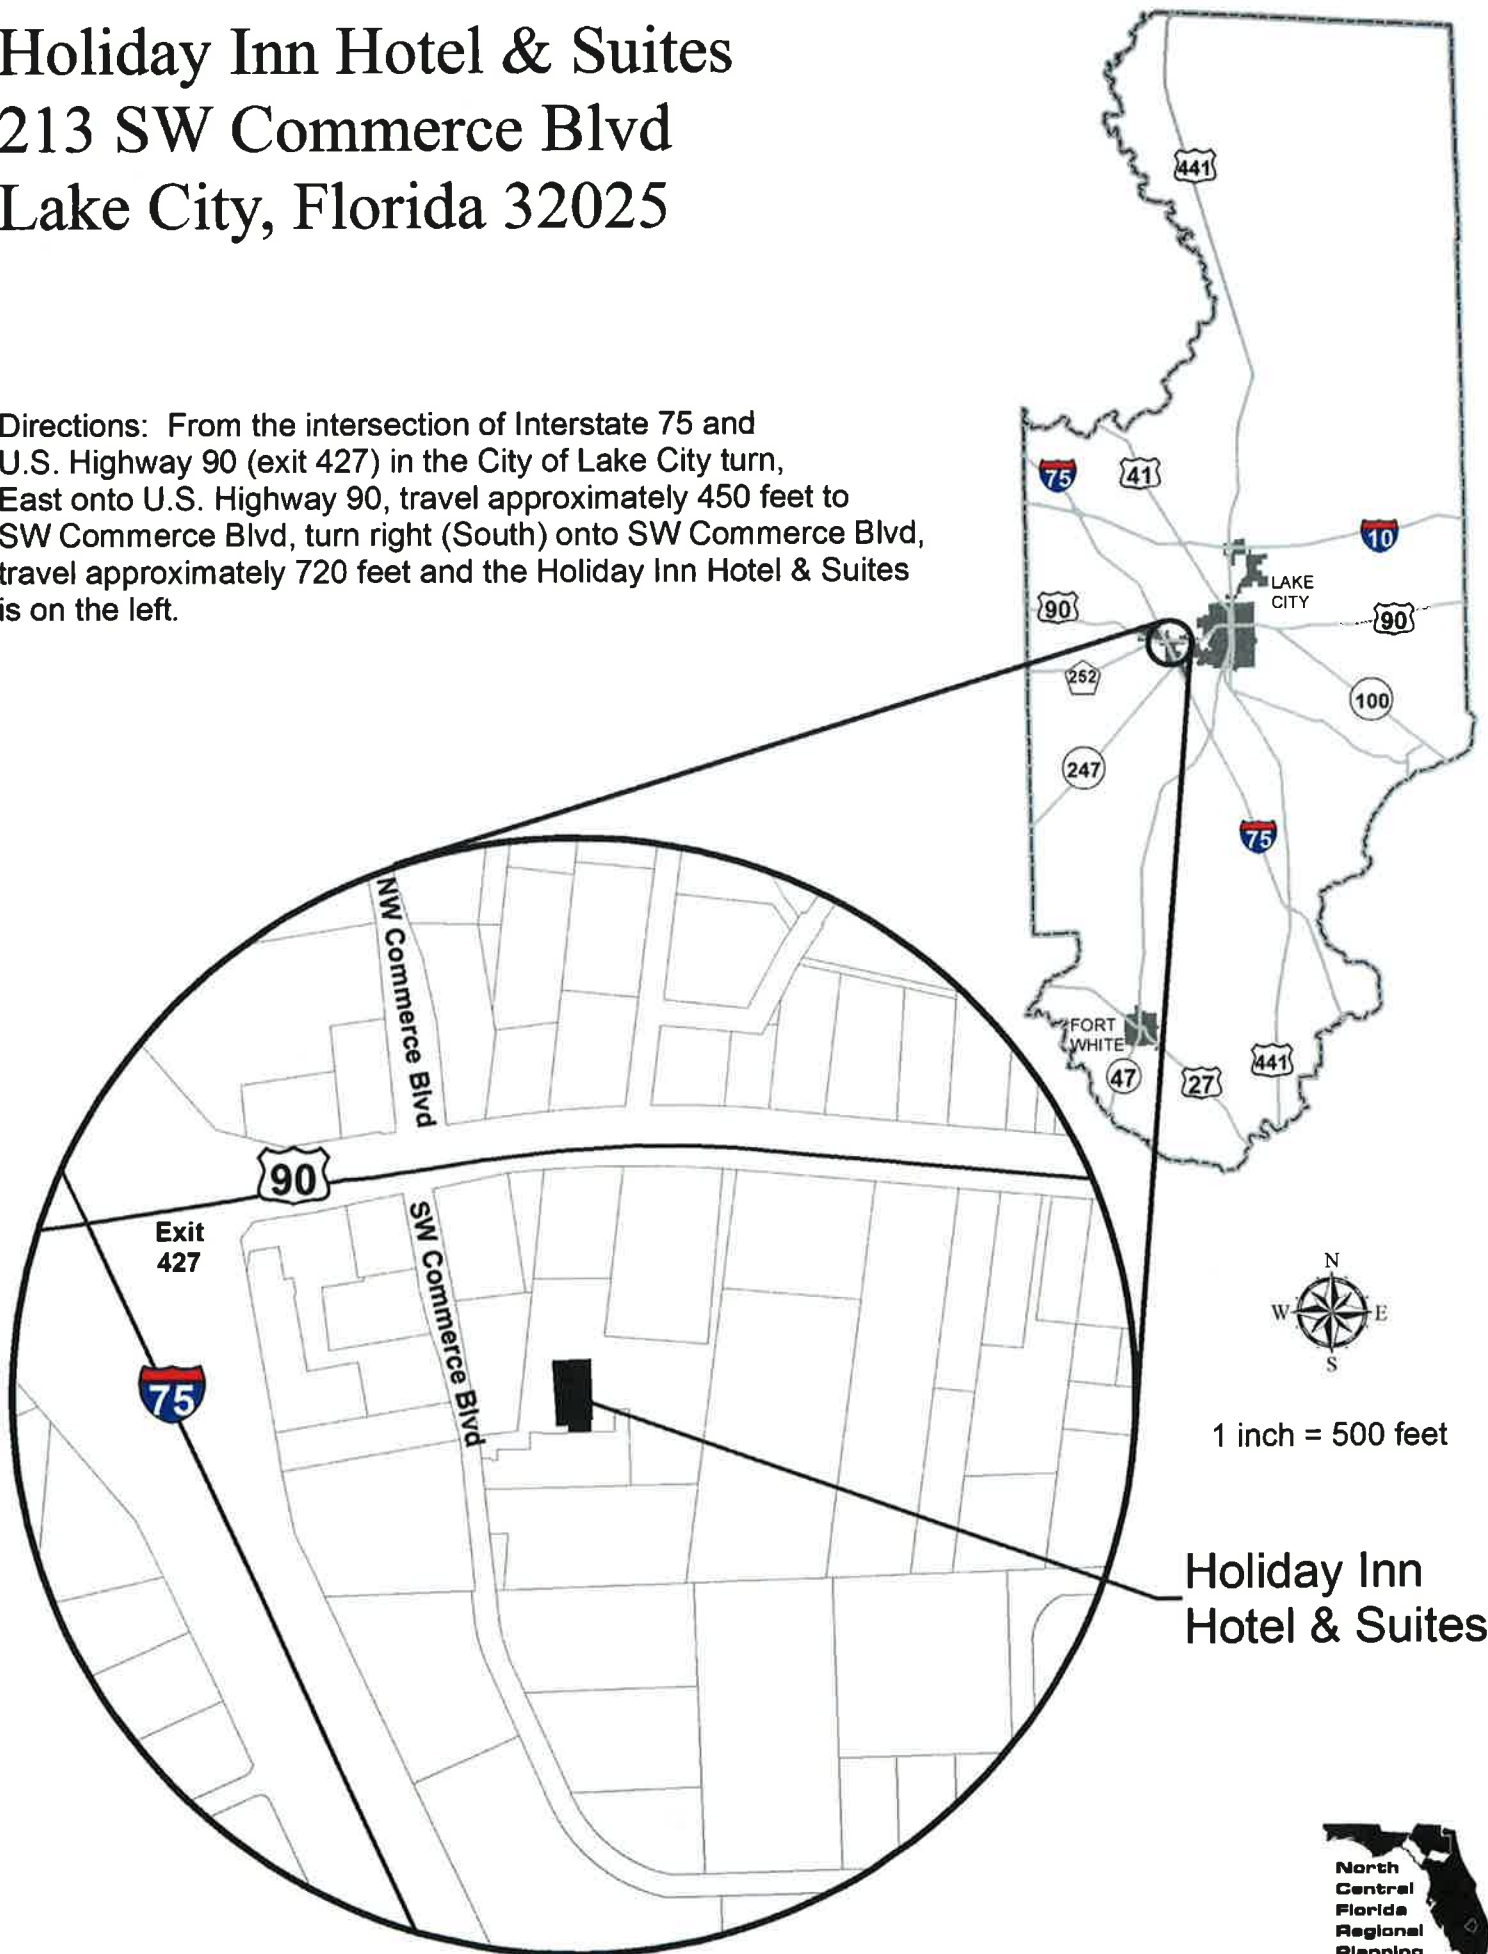 Holiday Inn Hotel & Suites
213 SW Commerce Blvd
Lake City, Florida 32025
Directions: From the intersection of Interstate 75 and
U.S. Highway 90 (exit 427) in the City of Lake City turn,
East onto U.S. Highway 90, travel approximately 450 feet to
SW Commerce Blvd, turn right (South) onto SW Commerce Blvd,
travel approximately 720 feet and the Holiday Inn Hotel & Suites
is on the left.
441
75
41
10
LAKE
CITY
90
90
252
100
247
75
FORT
WHITE
47
27
441
NW Commerce Blvd
90
Exit
427
SW Commerce Blvd
75
N
W
E
S
1 inch = 500 feet
Holiday Inn
Hotel & Suites
North
Central
Florida
Regional
Planning